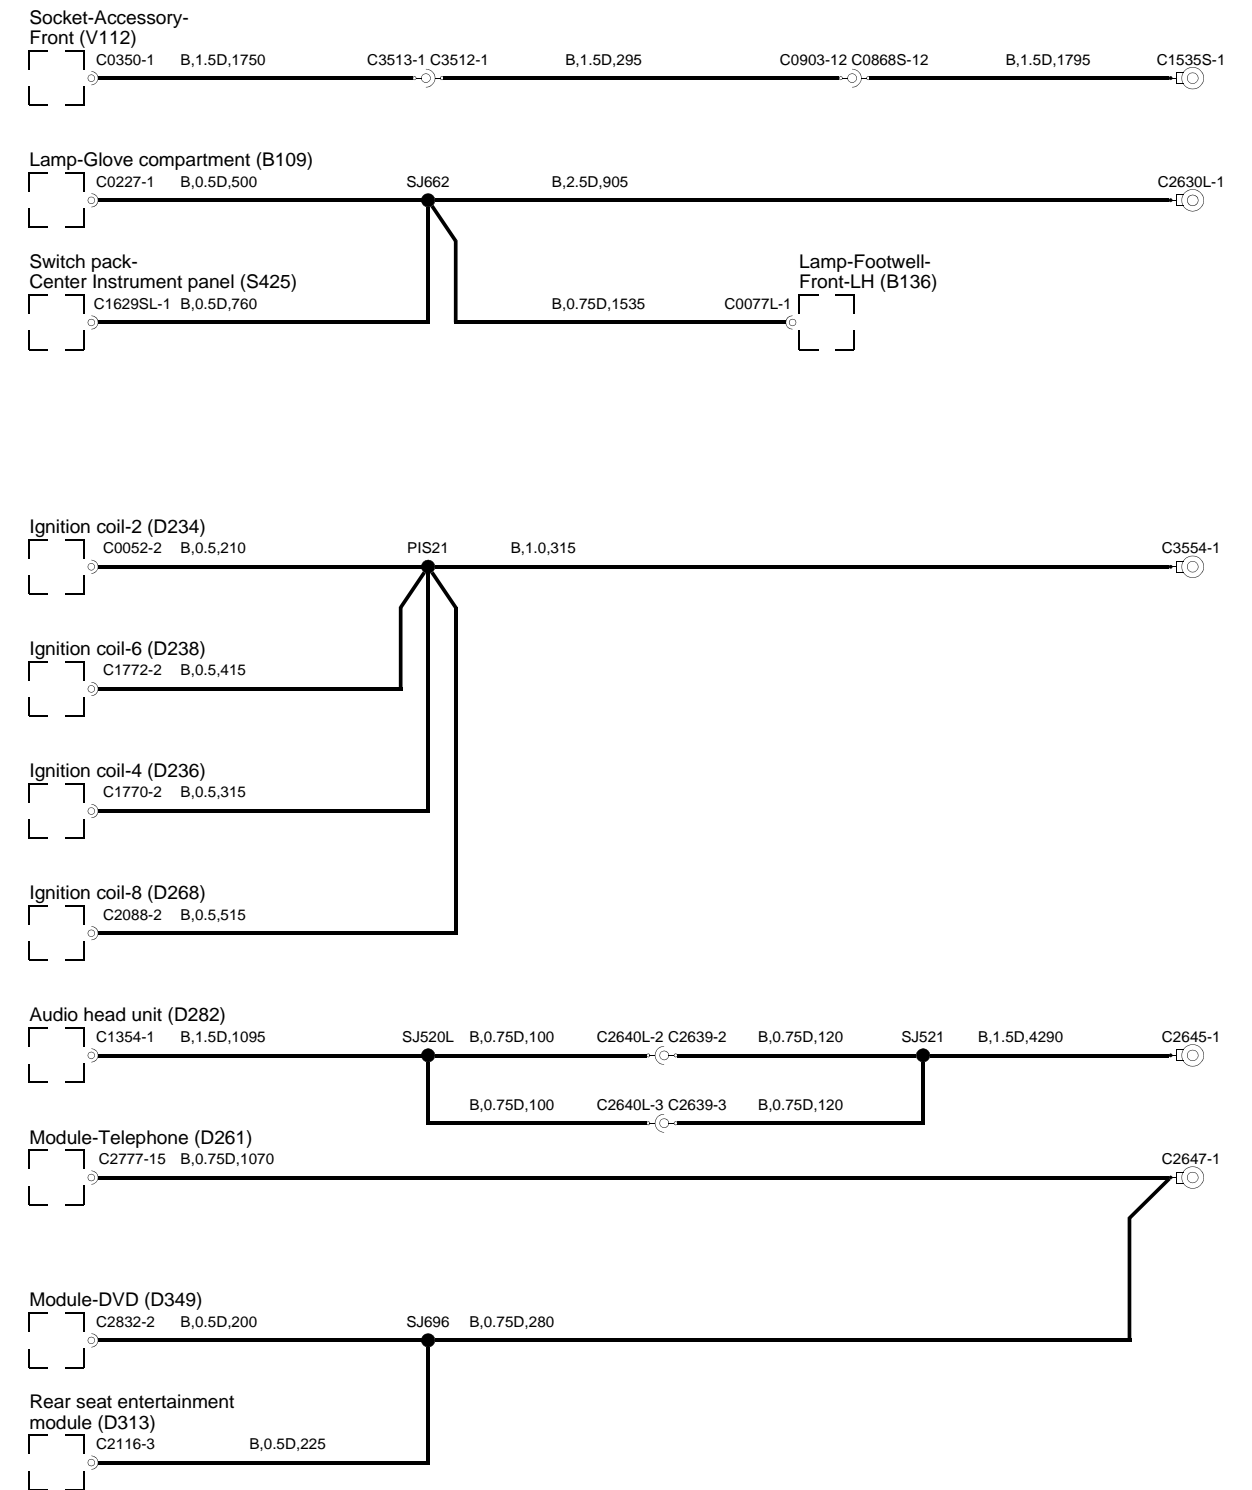 Socket-Accessory-
Front (V112)
C0350-1 B,1.5D,1750 C3513-1 C3512-1 B,1.5D,295 C0903-12 C0868S-12 B,1.5D,1795 C1535S-1
Lamp-Glove compartment (B109)
C0227-1 B,0.5D,500 SJ662 B,2.5D,905 C2630L-1
Switch pack-
Center Instrument panel (S425)
Lamp-Footwell-
Front-LH (B136)
C1629SL-1 B,0.5D,760 B,0.75D,1535 C0077L-1
Ignition coil-2 (D234)
C0052-2 B,0.5,210 PIS21 B,1.0,315 C3554-1
Ignition coil-6 (D238)
C1772-2 B,0.5,415
Ignition coil-4 (D236)
C1770-2 B,0.5,315
Ignition coil-8 (D268)
C2088-2 B,0.5,515
Audio head unit (D282)
C1354-1 B,1.5D,1095 SJ520L B,0.75D,100 C2640L-2 C2639-2 B,0.75D,120 SJ521 B,1.5D,4290 C2645-1
B,0.75D,100 C2640L-3 C2639-3 B,0.75D,120
Module-Telephone (D261)
C2777-15 B,0.75D,1070 C2647-1
Module-DVD (D349)
C2832-2 B,0.5D,200 SJ696 B,0.75D,280
Rear seat entertainment
module (D313)
C2116-3 B,0.5D,225